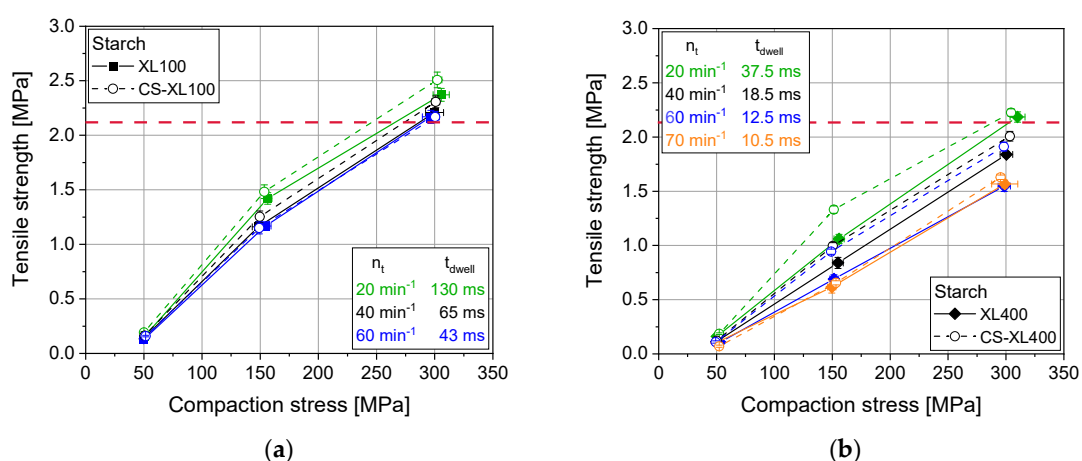 Tensile strength [MPa]
3.0
2.5
2.0
1.5
1.0
0.5
0.0
Starch
XL100
CS-XL100
n_t t_dwell
20 min⁻¹ 130 ms
40 min⁻¹ 65 ms
60 min⁻¹ 43 ms
0 50 100 150 200 250 300 350
Compaction stress [MPa]
(a)
Tensile strength [MPa]
3.0
2.5
2.0
1.5
1.0
0.5
0.0
n_t t_dwell
20 min⁻¹ 37.5 ms
40 min⁻¹ 18.5 ms
60 min⁻¹ 12.5 ms
70 min⁻¹ 10.5 ms
Starch
XL400
CS-XL400
0 50 100 150 200 250 300 350
Compaction stress [MPa]
(b)